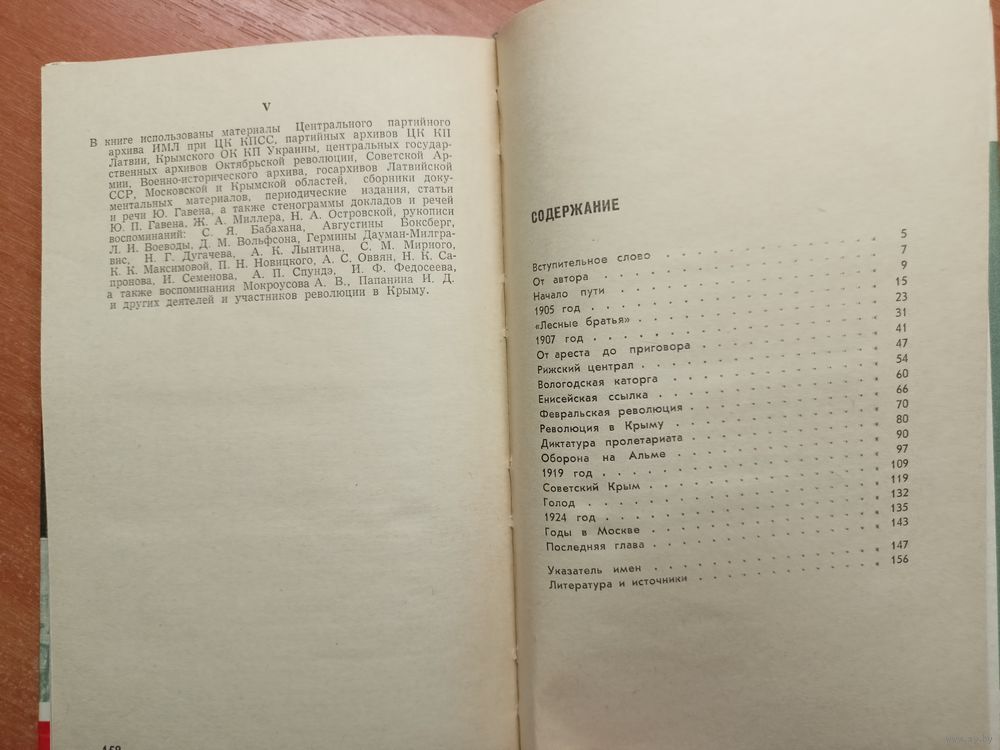 V
В книге использованы материалы Центрального партийного
архива ИМЛ при ЦК КПСС, партийных архивов ЦК КП
Латвии, Крымского ОК КП Украины, центральных государ-
ственных архивов Октябрьской революции, Советской Ар-
мии, Военно-исторического архива, госархивов Латвийской
ССР, Московской и Крымской областей, сборники доку-
ментальных материалов, периодические издания, статьи
и речи Ю. Гавена, а также стенограммы докладов и речей
Ю. П. Гавена, Ж. А. Миллера, Н. А. Островской, рукописи
воспоминаний: С. Я. Бабахана, Августины Боксберг,
Л. И. Воеводы, Д. М. Вольфсона, Гермины Дауман-Милгра-
вис, Н. Г. Дугачева, А. К. Лынтина, С. М. Мирного,
К. К. Максимовой, П. Н. Новицкого, А. С. Оввян, Н. К. Са-
пронова, И. Семенова, А. П. Спундэ, И. Ф. Федосеева,
а также воспоминания Мокроусова А. В., Папанина И. Д.
и других деятелей и участников революции в Крыму.
СОДЕРЖАНИЕ
Вступительное слово 5
От автора 7
Начало пути 9
1905 год 15
«Лесные братья» 23
1907 год 31
От ареста до приговора 41
Рижский централ 47
Вологодская каторга 54
Енисейская ссылка 60
Февральская революция 66
Революция в Крыму 70
Диктатура пролетариата 80
Оборона на Альме 90
1919 год 97
Советский Крым 109
Голод 119
1924 год 132
Годы в Москве 135
Последняя глава 143
Указатель имен 147
Литература и источники 156